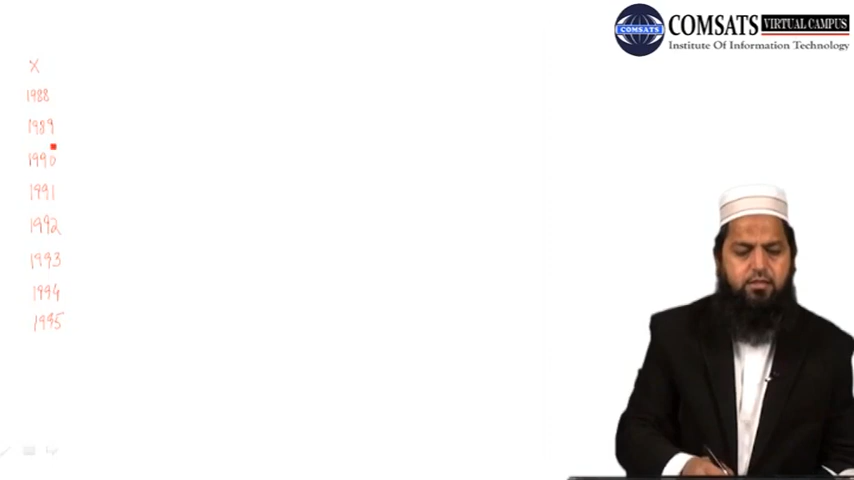 COMSATS VIRTUAL CAMPUS
COMSATS
Institute Of Information Technology
X
1988
1989
1990
1991
1992
1993
1994
1995